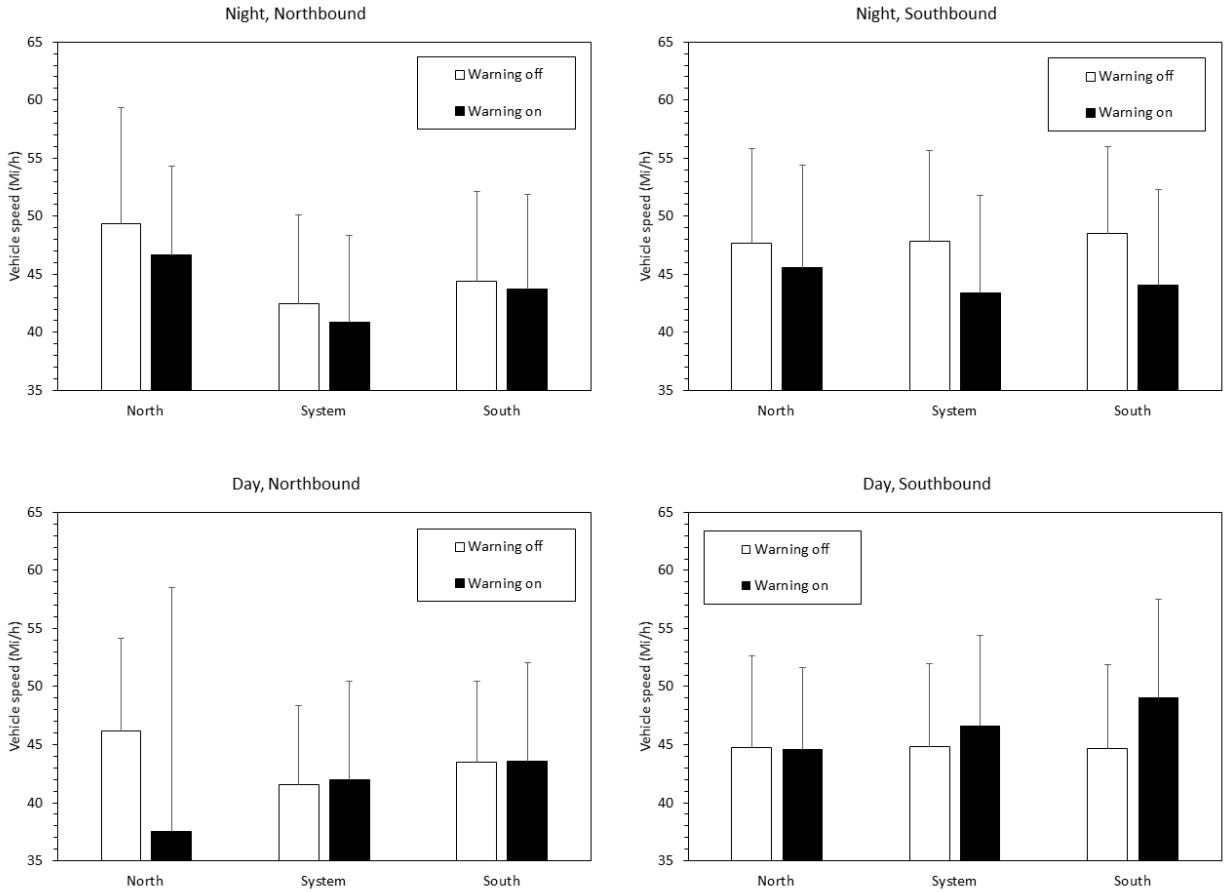 Night, Northbound
Vehicle speed (Mi/h)
65
60
55
50
45
40
35
Warning off
Warning on
North
System
South
Night, Southbound
Vehicle speed (Mi/h)
65
60
55
50
45
40
35
Warning off
Warning on
North
System
South
Day, Northbound
Vehicle speed (Mi/h)
65
60
55
50
45
40
35
Warning off
Warning on
North
System
South
Day, Southbound
Vehicle speed (Mi/h)
65
60
55
50
45
40
35
Warning off
Warning on
North
System
South